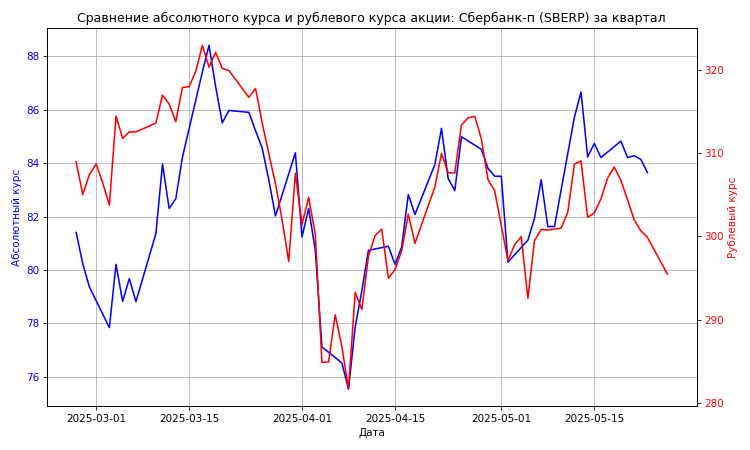 Сравнение абсолютного курса и рублевого курса акции: Сбербанк-п (SBERP) за квартал
Абсолютный курс
88
86
84
82
80
78
76
320
310
300
290
280
Рублевый курс
2025-03-01 2025-03-15 2025-04-01 2025-04-15 2025-05-01 2025-05-15
Дата